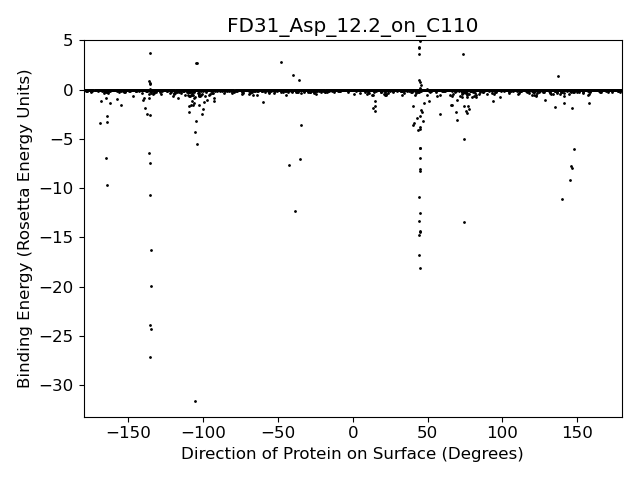 FD31_Asp_12.2_on_C110
5
0
−5
−10
−15
−20
−25
−30
Binding Energy (Rosetta Energy Units)
−150 −100 −50 0 50 100 150
Direction of Protein on Surface (Degrees)